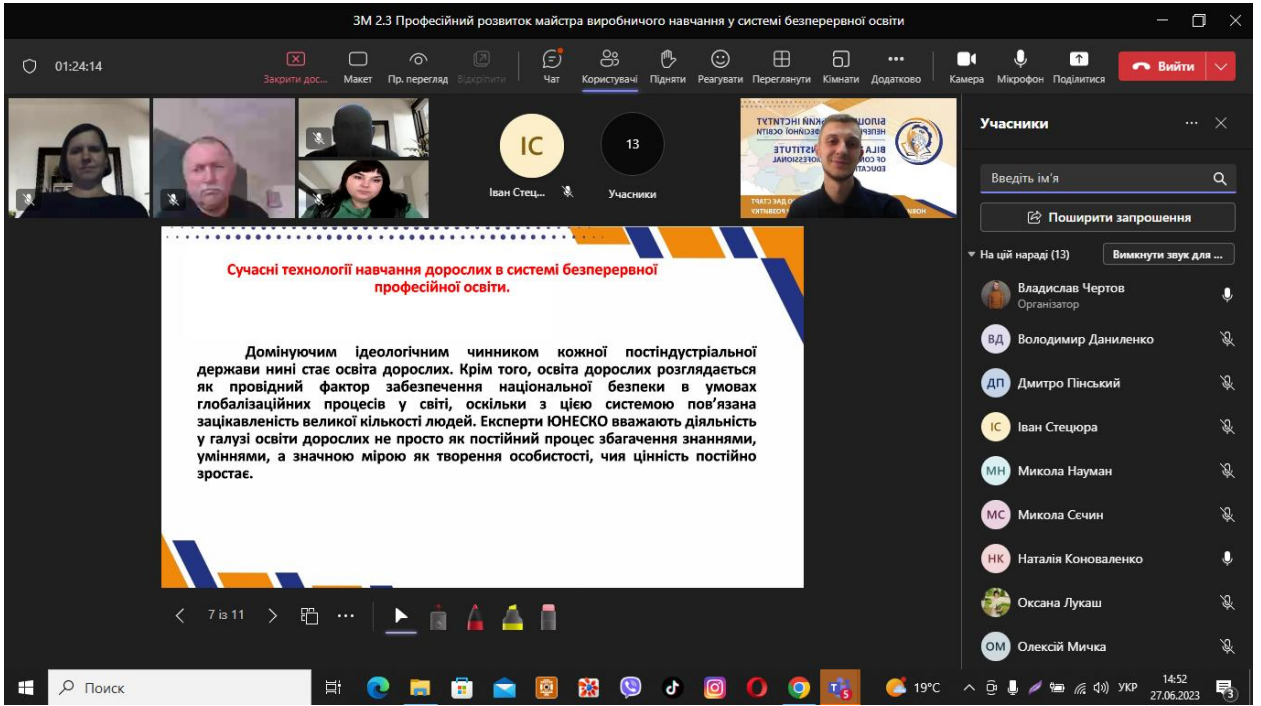 ЗМ 2.3 Професійний розвиток майстра виробничого навчання у системі безперервної освіти
01:24:14
Закрити дос...
Макет
Пр. перегляд
Відкріпити
Чат
Користувачі
Підняти
Реагувати
Переглянути
Кімнати
Додатково
Камера
Мікрофон
Поділитися
Вийти
ІС
Іван Стец...
13
Учасники
Сучасні технології навчання дорослих в системі безперервної
професійної освіти.
Домінуючим ідеологічним чинником кожної постіндустріальної
держави нині стає освіта дорослих. Крім того, освіта дорослих розглядається
як провідний фактор забезпечення національної безпеки в умовах
глобалізаційних процесів у світі, оскільки з цією системою пов’язана
зацікавленість великої кількості людей. Експерти ЮНЕСКО вважають діяльність
у галузі освіти дорослих не просто як постійний процес збагачення знаннями,
уміннями, а значною мірою як творення особистості, чия цінність постійно
зростає.
7 із 11
Учасники
Введіть ім'я
Поширити запрошення
На цій нараді (13)
Вимкнути звук для ...
Владислав Чертов
Організатор
ВД
Володимир Даниленко
ДП
Дмитро Пінський
ІС
Іван Стецюра
МН
Микола Науман
МС
Микола Сєчин
НК
Наталія Коноваленко
Оксана Лукаш
ОМ
Олексій Мичка
Поиск
19°C
УКР
14:52
27.06.2023
3